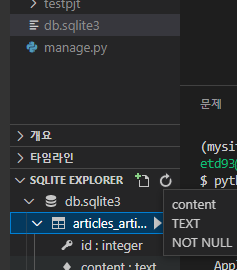 testpjt
db.sqlite3
manage.py
문제
개요
타임라인
SQLITE EXPLORER
db.sqlite3
articles_arti...
id : integer
content : text
(mysit
etd93@
$ pyth
content
TEXT
NOT NULL
Appl